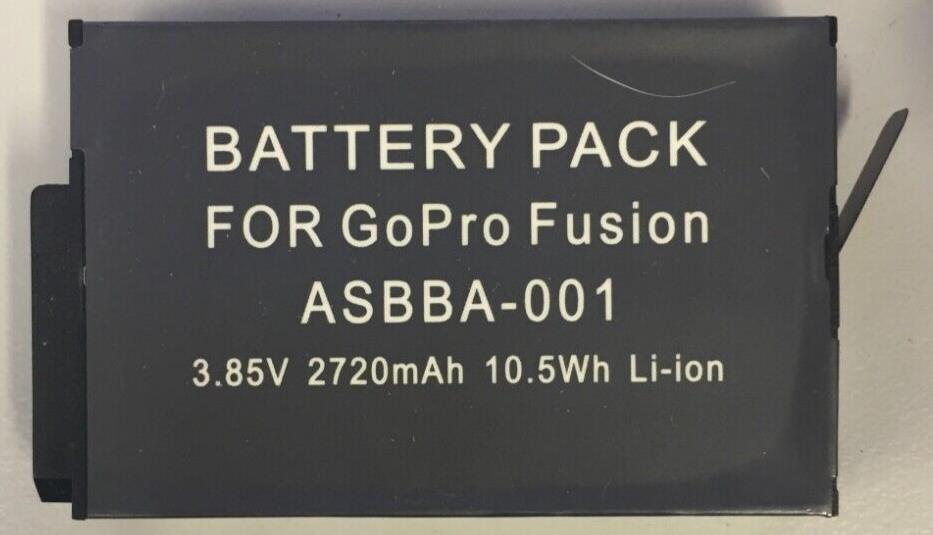 BATTERY PACK
FOR GoPro Fusion
ASBBA-001
3.85V 2720mAh 10.5Wh Li-ion